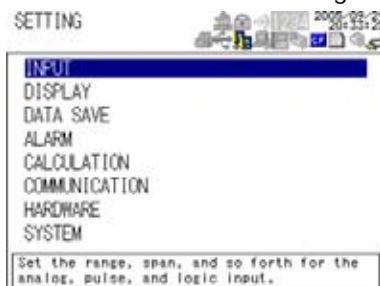 SETTING
INPUT
DISPLAY
DATA SAVE
ALARM
CALCULATION
COMMUNICATION
HARDWARE
SYSTEM
Set the range, span, and so forth for the
analog, pulse, and logic input.